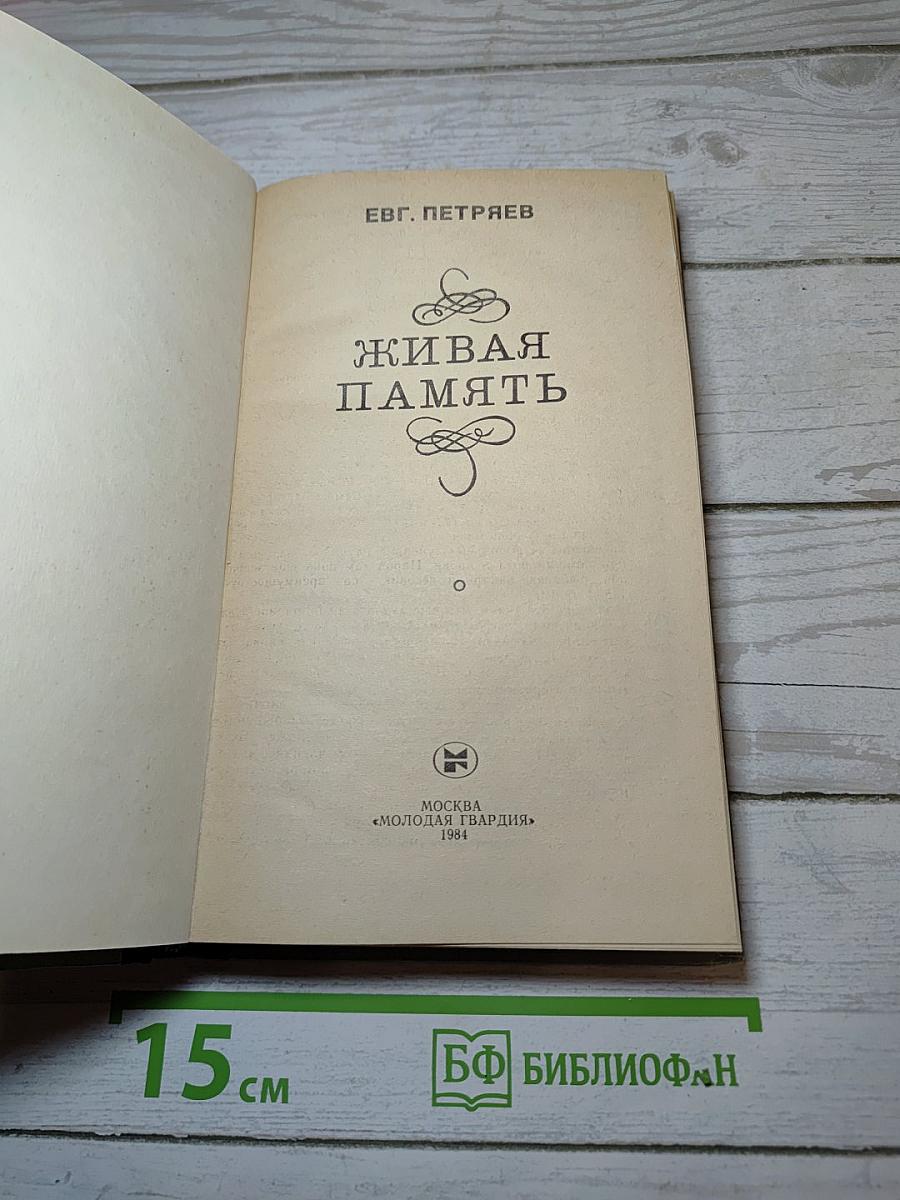 ЕВГ. ПЕТРЯЕВ
ЖИВАЯ
ПАМЯТЬ
МОСКВА
«МОЛОДАЯ ГВАРДИЯ»
1984
15 см
БФ БИБЛИОФАН